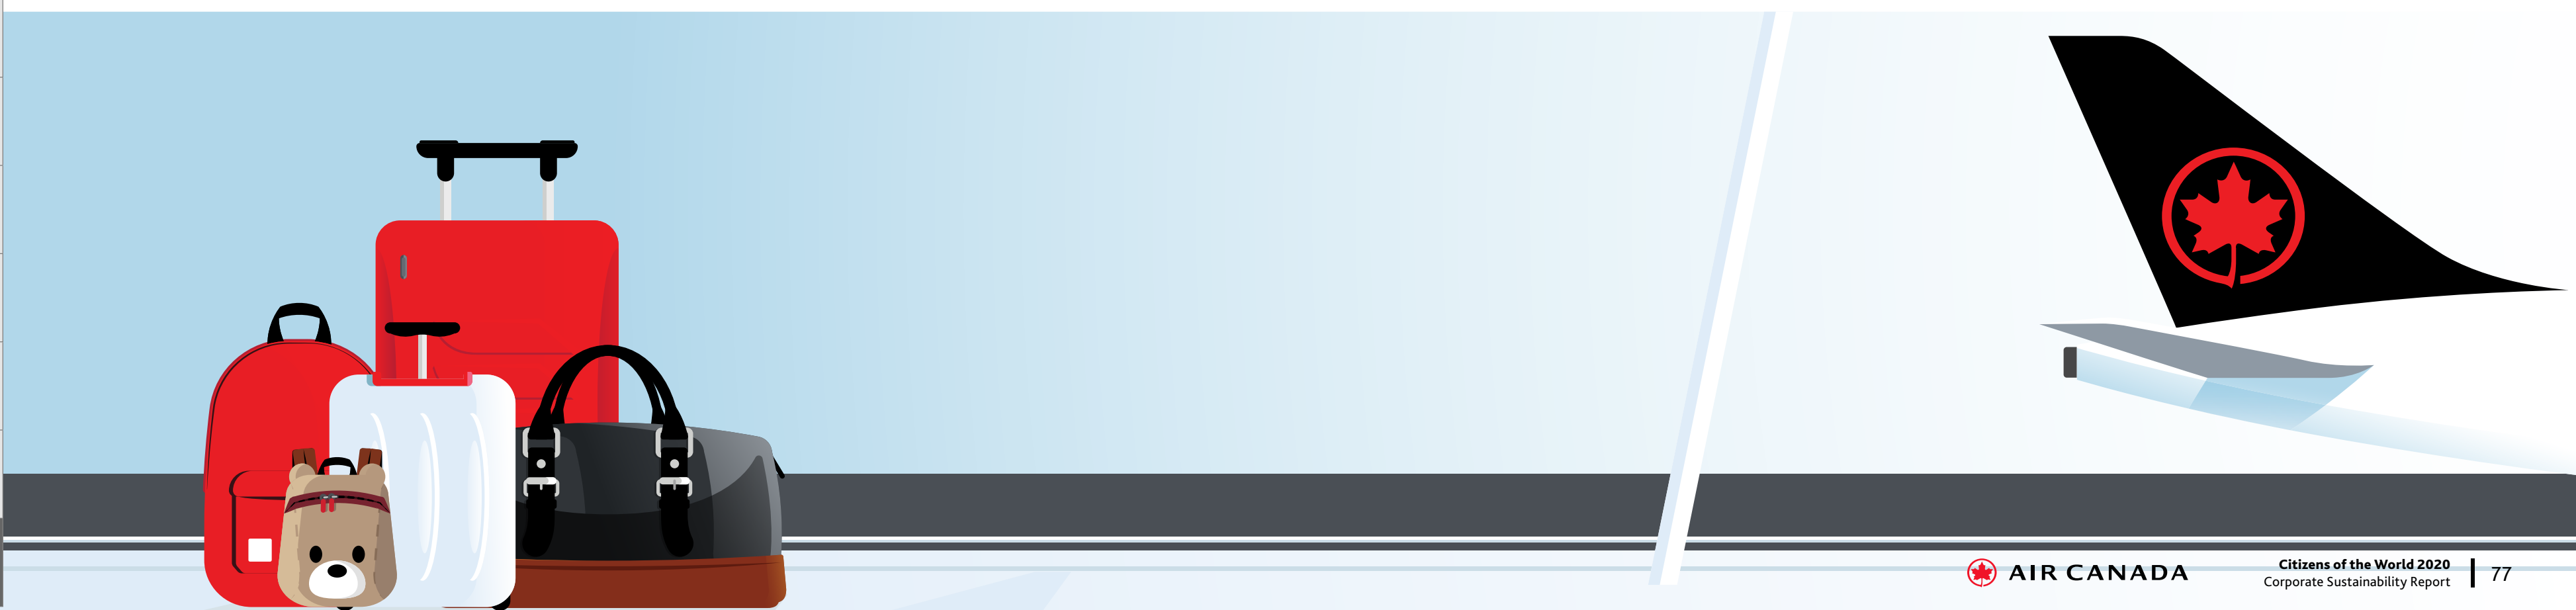 AIR CANADA
Citizens of the World 2020
Corporate Sustainability Report
77